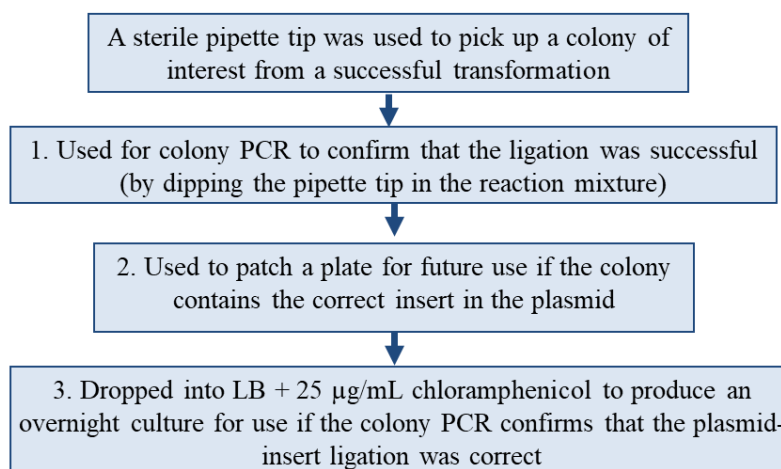 A sterile pipette tip was used to pick up a colony of
interest from a successful transformation
1. Used for colony PCR to confirm that the ligation was successful
(by dipping the pipette tip in the reaction mixture)
2. Used to patch a plate for future use if the colony
contains the correct insert in the plasmid
3. Dropped into LB + 25 µg/mL chloramphenicol to produce an
overnight culture for use if the colony PCR confirms that the plasmid-
insert ligation was correct